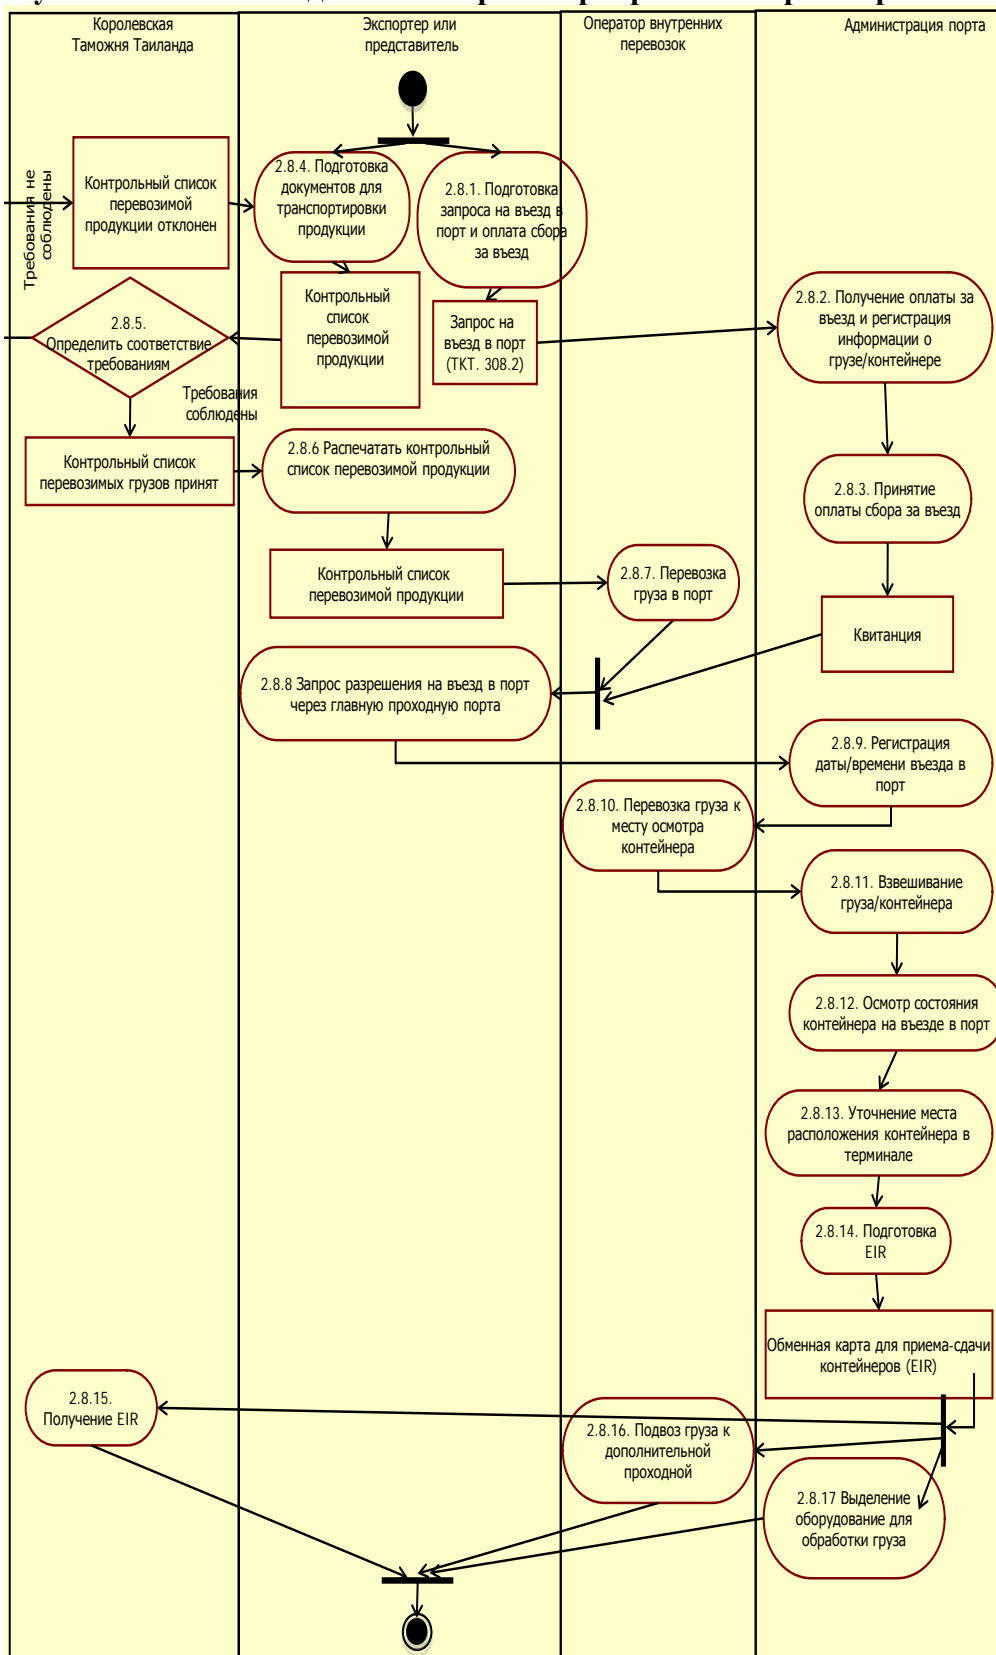 Королевская
Таможня Таиланда
Экспортер или
представитель
Оператор внутренних
перевозок
Администрация порта
Требования не
соблюдены
Контрольный список
перевозимой
продукции отклонен
2.8.4. Подготовка
документов для
транспортировки
продукции
2.8.1. Подготовка
запроса на въезд в
порт и оплата сбора
за въезд
2.8.5.
Определить соответствие
требованиям
Контрольный
список
перевозимой
продукции
Запрос на
въезд в порт
(ТКТ. 308.2)
2.8.2. Получение оплаты за
въезд и регистрация
информации о
грузе/контейнере
Требования
соблюдены
Контрольный список
перевозимых грузов принят
2.8.6 Распечатать контрольный
список перевозимой продукции
2.8.3. Принятие
оплаты сбора за въезд
Контрольный список
перевозимой продукции
2.8.7. Перевозка
груза в порт
Квитанция
2.8.8 Запрос разрешения на въезд в порт
через главную проходную порта
2.8.9. Регистрация
даты/времени въезда в
порт
2.8.10. Перевозка груза к
месту осмотра
контейнера
2.8.11. Взвешивание
груза/контейнера
2.8.12. Осмотр состояния
контейнера на въезде в порт
2.8.13. Уточнение места
расположения контейнера в
терминале
2.8.14. Подготовка
EIR
Обменная карта для приема-сдачи
контейнеров (EIR)
2.8.15.
Получение EIR
2.8.16. Подвоз груза к
дополнительной
проходной
2.8.17 Выделение
оборудование для
обработки груза